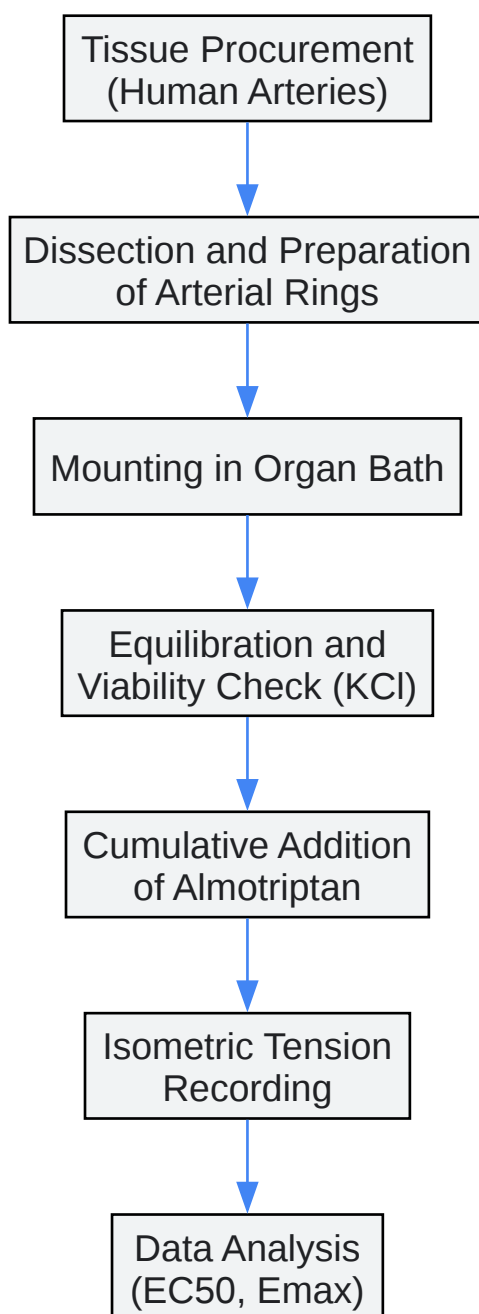 Tissue Procurement
(Human Arteries)
Dissection and Preparation
of Arterial Rings
Mounting in Organ Bath
Equilibration and
Viability Check (KCl)
Cumulative Addition
of Almotriptan
Isometric Tension
Recording
Data Analysis
(EC50, Emax)